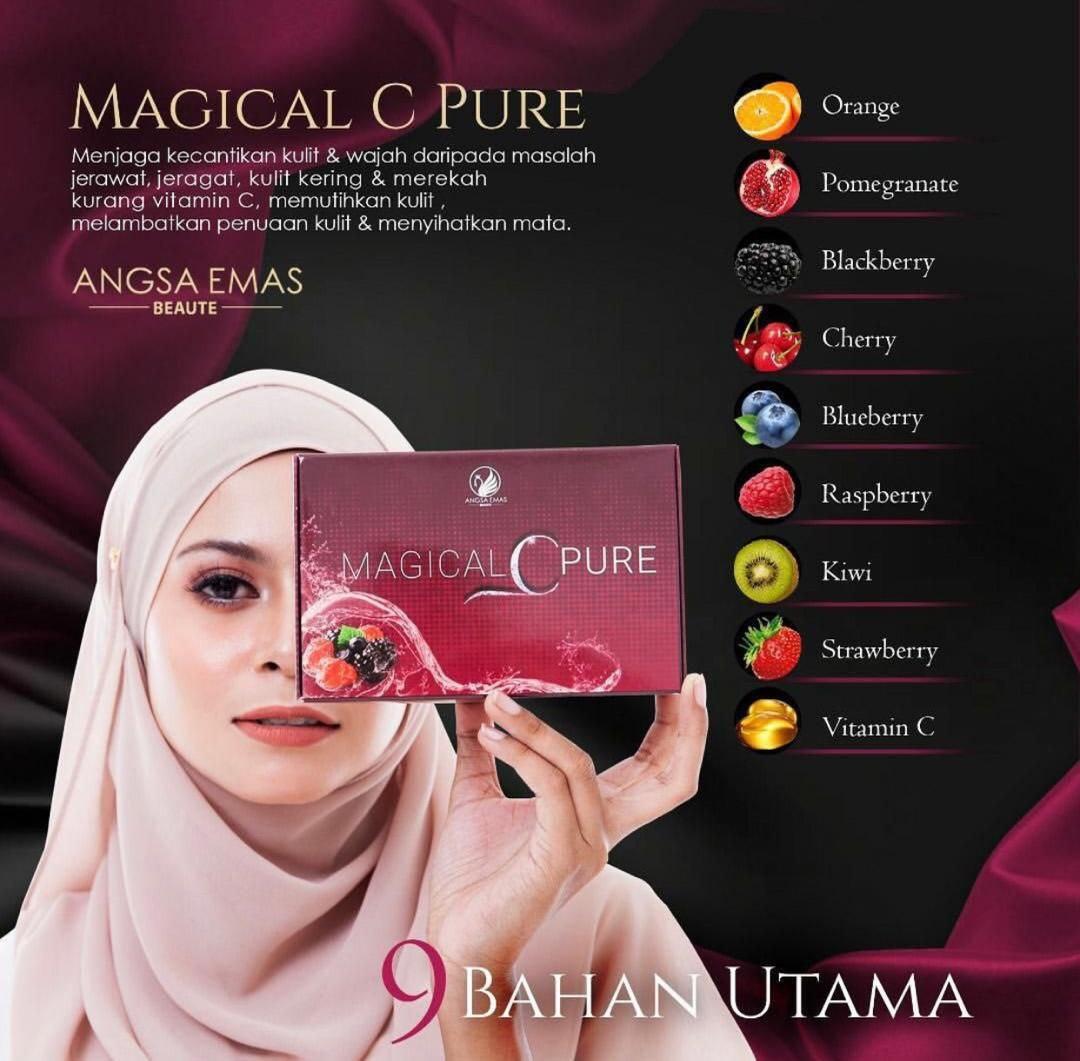 MAGICAL C PURE
Menjaga kecantikan kulit & wajah daripada masalah
jerawat, jeragat, kulit kering & merekah
kurang vitamin C, memutihkan kulit ,
melambatkan penuaan kulit & menyihatkan mata.
ANGSA EMAS
BEAUTE
Orange
Pomegranate
Blackberry
Cherry
Blueberry
Raspberry
Kiwi
Strawberry
Vitamin C
ANGSA EMAS
MAGICAL C PURE
9 BAHAN UTAMA